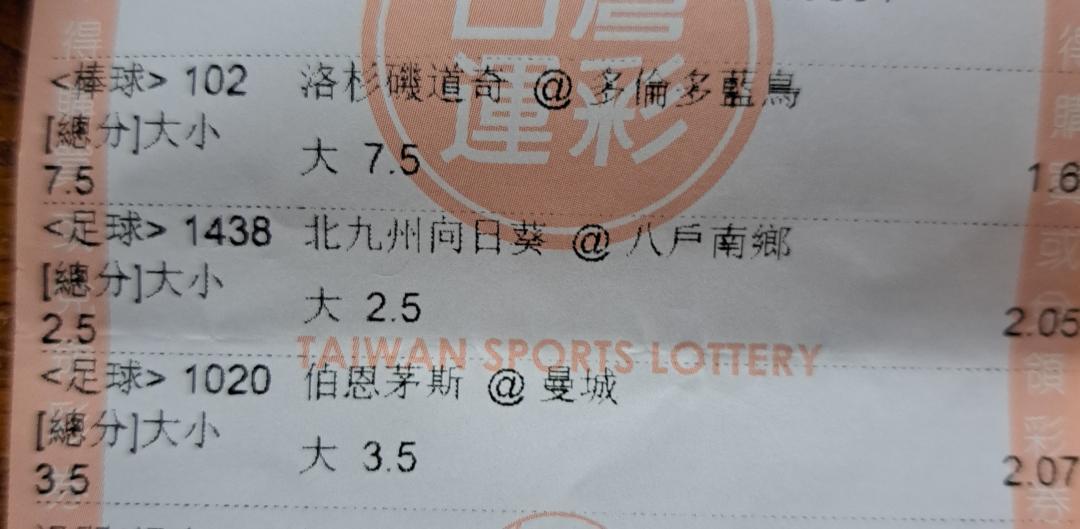 <棒球> 102 洛杉磯道奇 @ 多倫多藍鳥
[總分]大小
7.5 大 7.5 1.6
<足球> 1438 北九州向日葵 @ 八戶南鄉
[總分]大小
2.5 大 2.5 2.05
TAIWAN SPORTS LOTTERY
<足球> 1020 伯恩茅斯 @ 曼城
[總分]大小
3.5 大 3.5 2.07
運彩